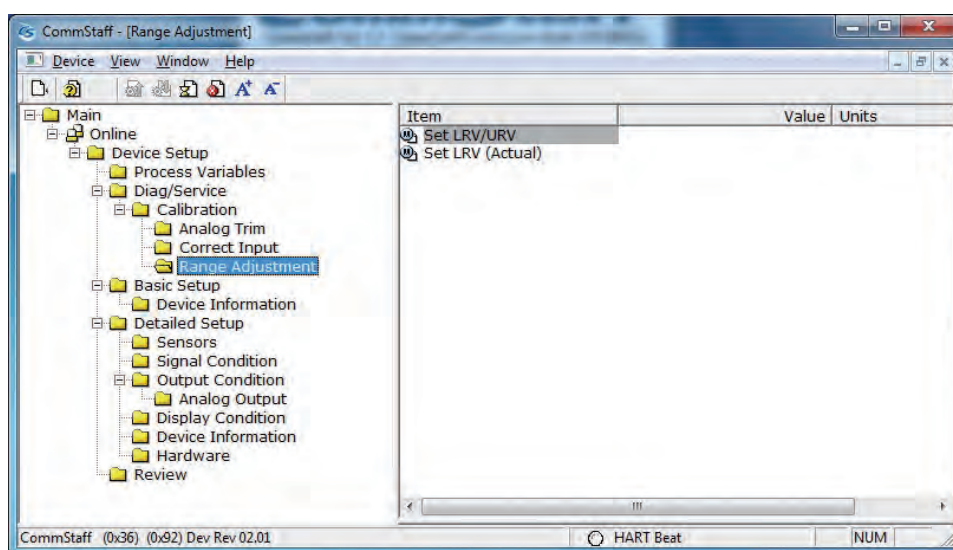 CommStaff - [Range Adjustment]
Device View Window Help
A+ A-
Main
Online
Device Setup
Process Variables
Diag/Service
Calibration
Analog Trim
Correct Input
Range Adjustment
Basic Setup
Device Information
Detailed Setup
Sensors
Signal Condition
Output Condition
Analog Output
Display Condition
Device Information
Hardware
Review
Item Value Units
Set LRV/URV
Set LRV (Actual)
CommStaff (0x36) (0x92) Dev Rev 02,01 HART Beat NUM